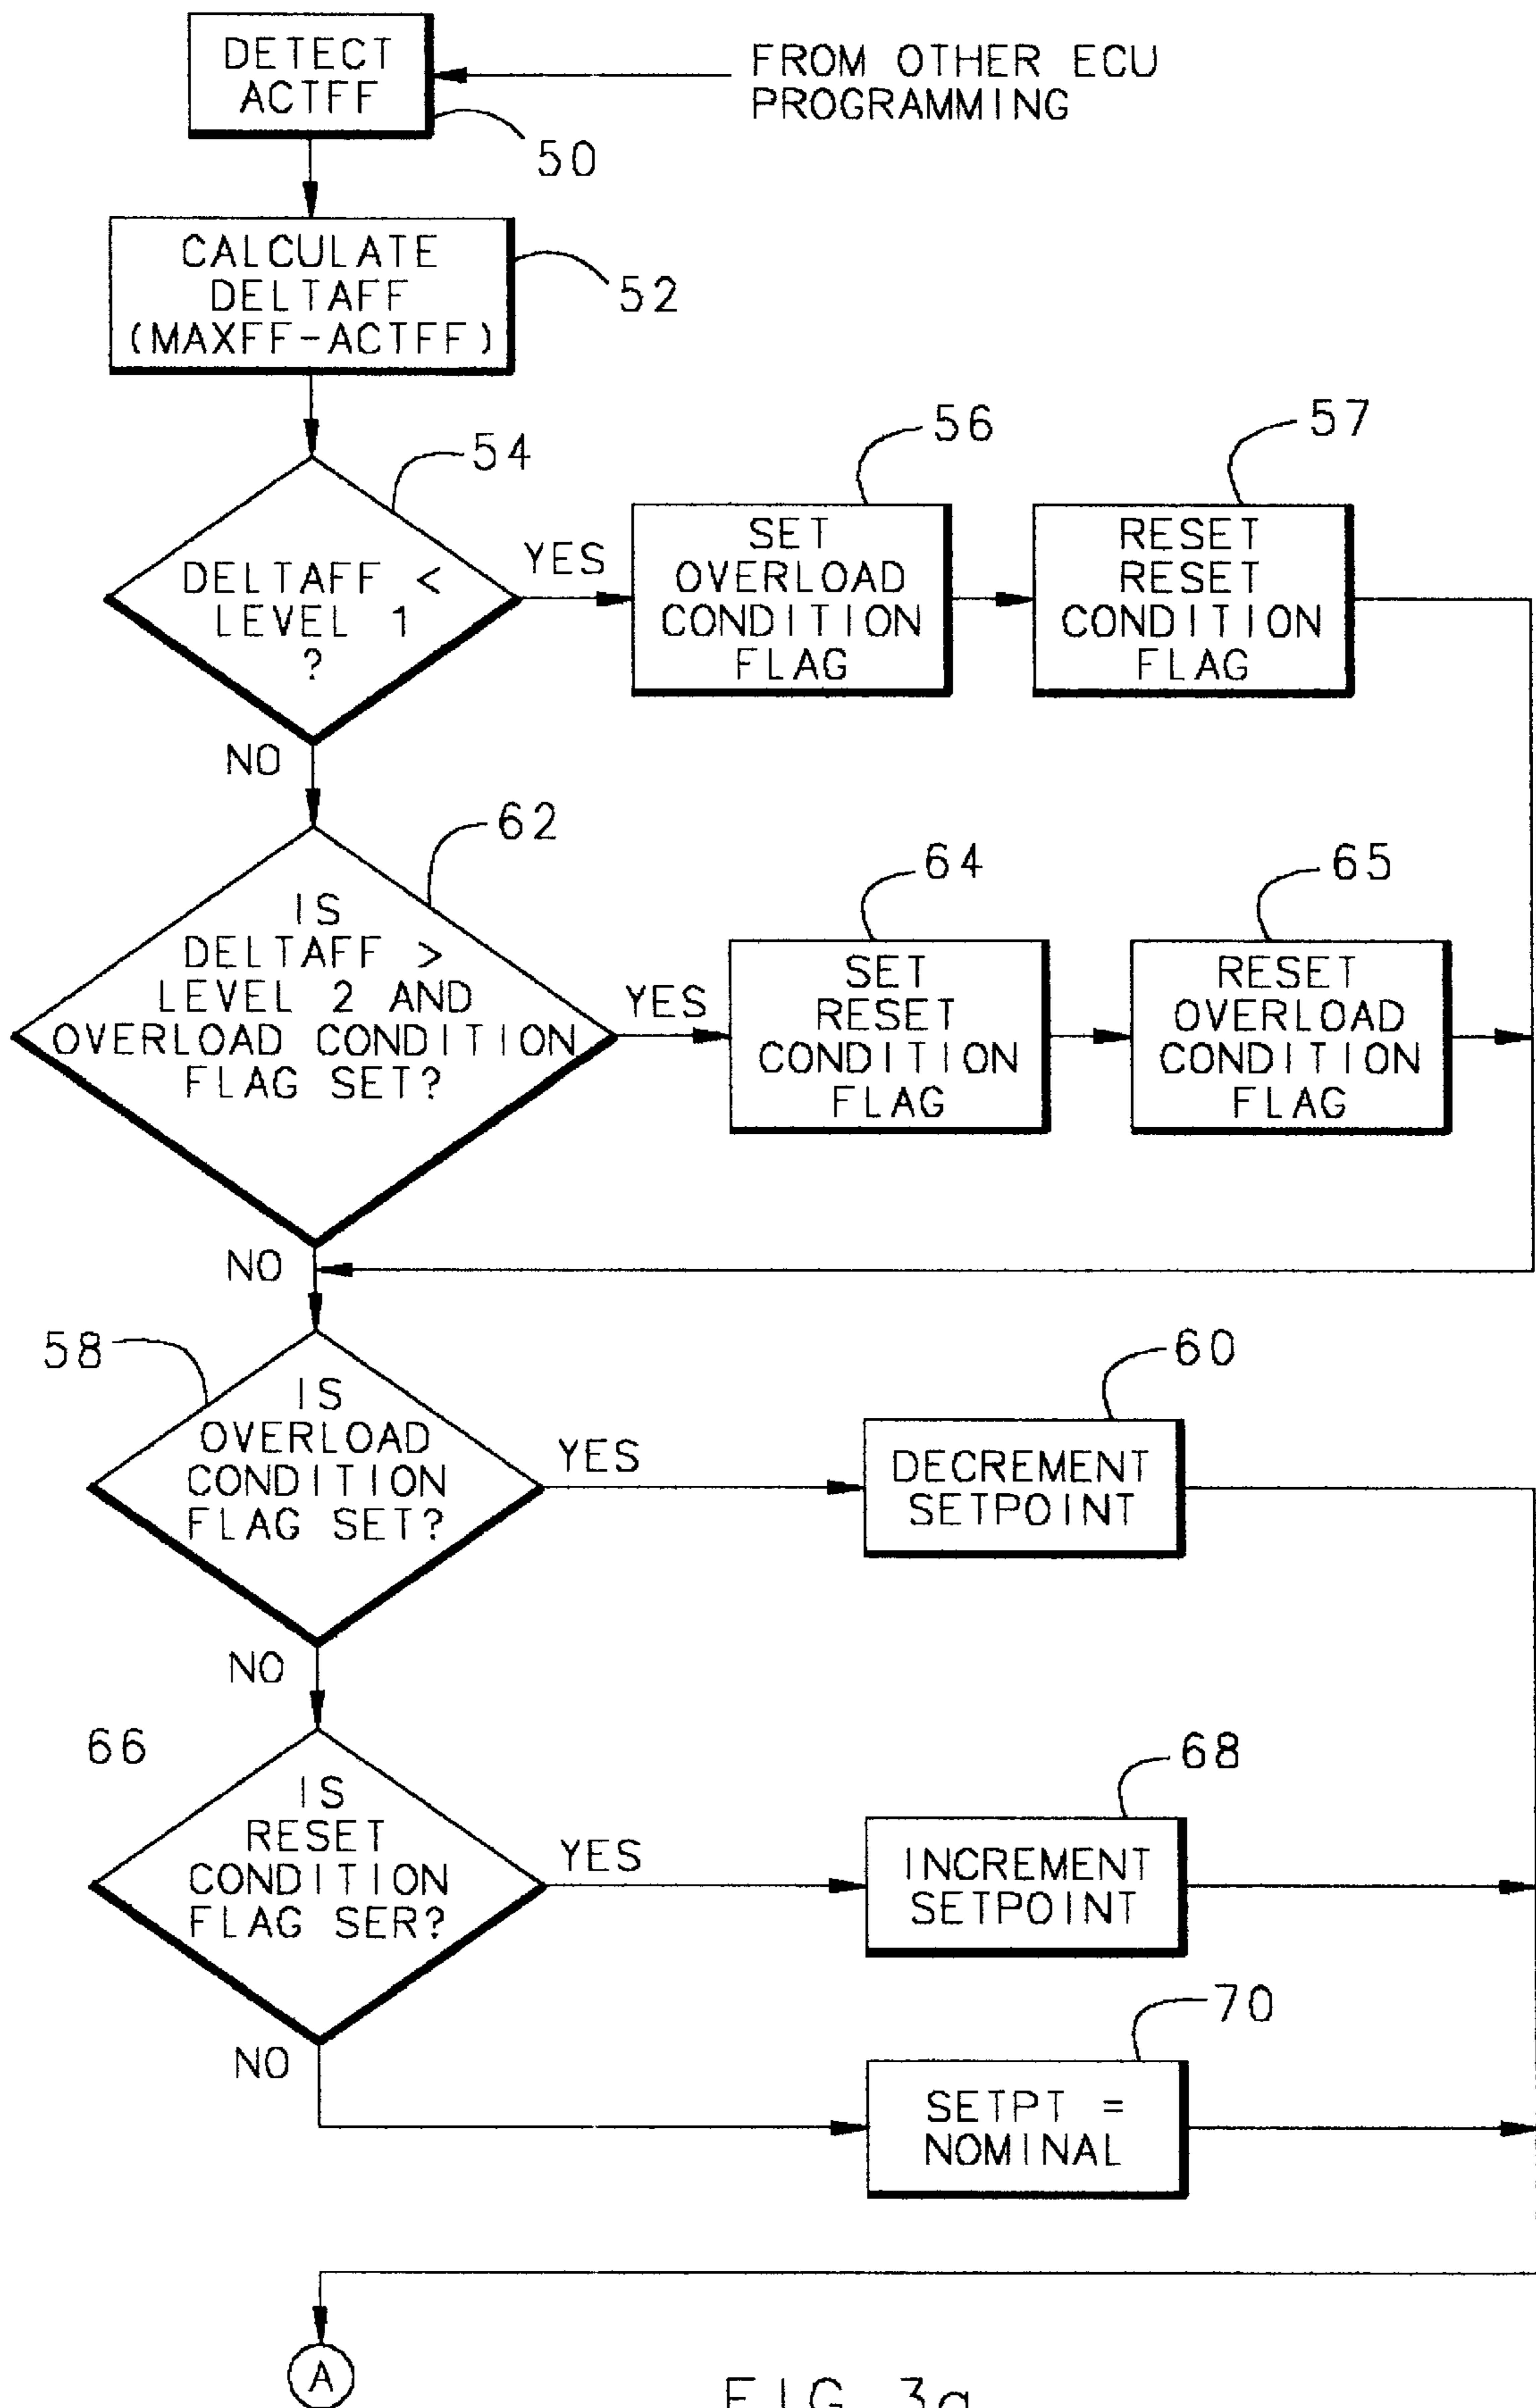 DETECT
ACTFF
FROM OTHER ECU
PROGRAMMING
50
CALCULATE
DELTAFF
(MAXFF-ACTFF)
52
54
DELTAFF <
LEVEL 1
?
YES
56
SET
OVERLOAD
CONDITION
FLAG
57
RESET
RESET
CONDITION
FLAG
NO
62
IS
DELTAFF >
LEVEL 2 AND
OVERLOAD CONDITION
FLAG SET?
YES
64
SET
RESET
CONDITION
FLAG
65
RESET
OVERLOAD
CONDITION
FLAG
NO
58
IS
OVERLOAD
CONDITION
FLAG SET?
YES
60
DECREMENT
SETPOINT
NO
66
IS
RESET
CONDITION
FLAG SER?
YES
68
INCREMENT
SETPOINT
NO
70
SETPT =
NOMINAL
A
FIG 3a